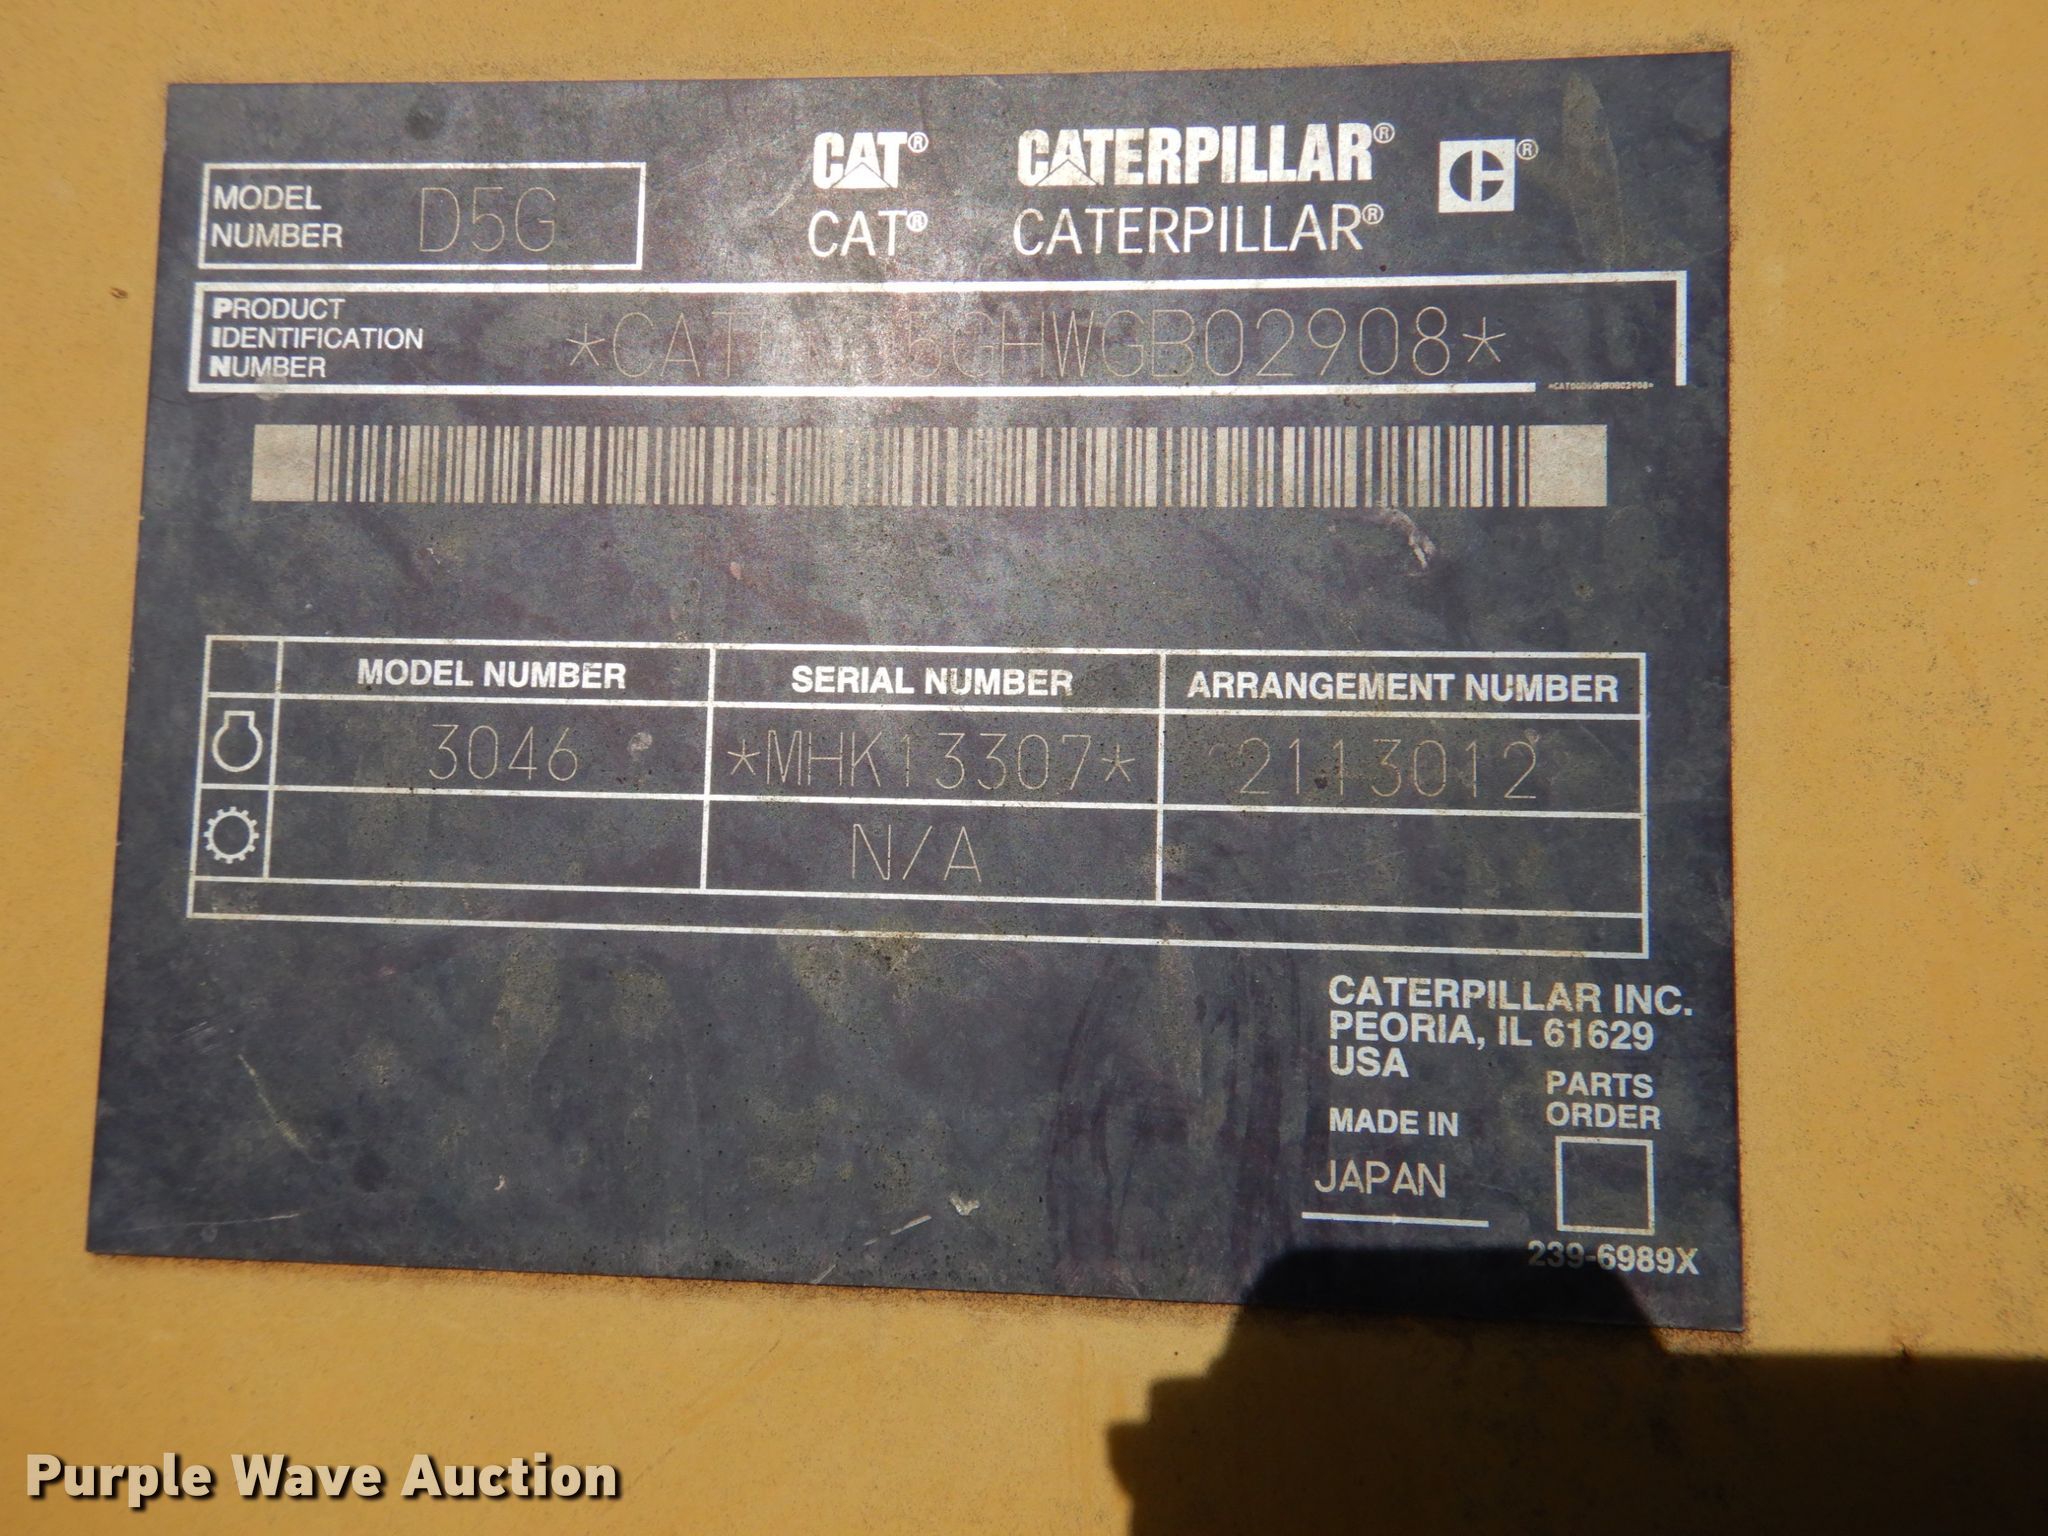 CAT® CATERPILLAR® C®
MODEL NUMBER D5G
CAT® CATERPILLAR®
PRODUCT
IDENTIFICATION
NUMBER
MODEL NUMBER SERIAL NUMBER ARRANGEMENT NUMBER
3046 *MHK13307* 2113012
N/A
CATERPILLAR INC.
PEORIA, IL 61629
USA
PARTS
ORDER
MADE IN
JAPAN
239-6989X
Purple Wave Auction